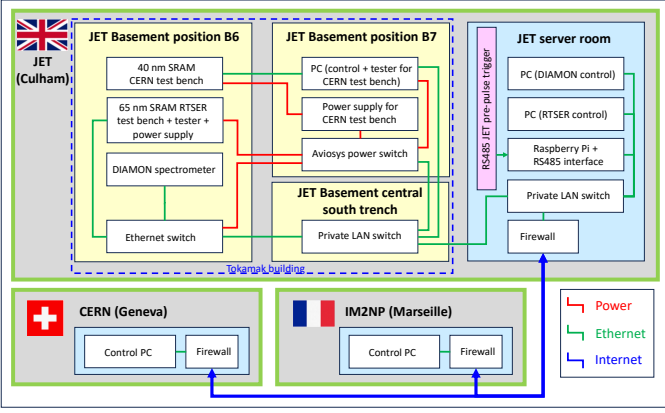 JET
(Culham)
JET Basement position B6
40 nm SRAM
CERN test bench
65 nm SRAM RTSER
test bench + tester +
power supply
DIAMON spectrometer
Ethernet switch
JET Basement position B7
PC (control + tester for
CERN test bench)
Power supply for
CERN test bench
Aviosys power switch
JET Basement central
south trench
Private LAN switch
Tokamak building
JET server room
RS485 JET pre-pulse trigger
PC (DIAMON control)
PC (RTSER control)
Raspberry Pi +
RS485 interface
Private LAN switch
Firewall
CERN (Geneva)
Control PC
Firewall
IM2NP (Marseille)
Control PC
Firewall
Power
Ethernet
Internet